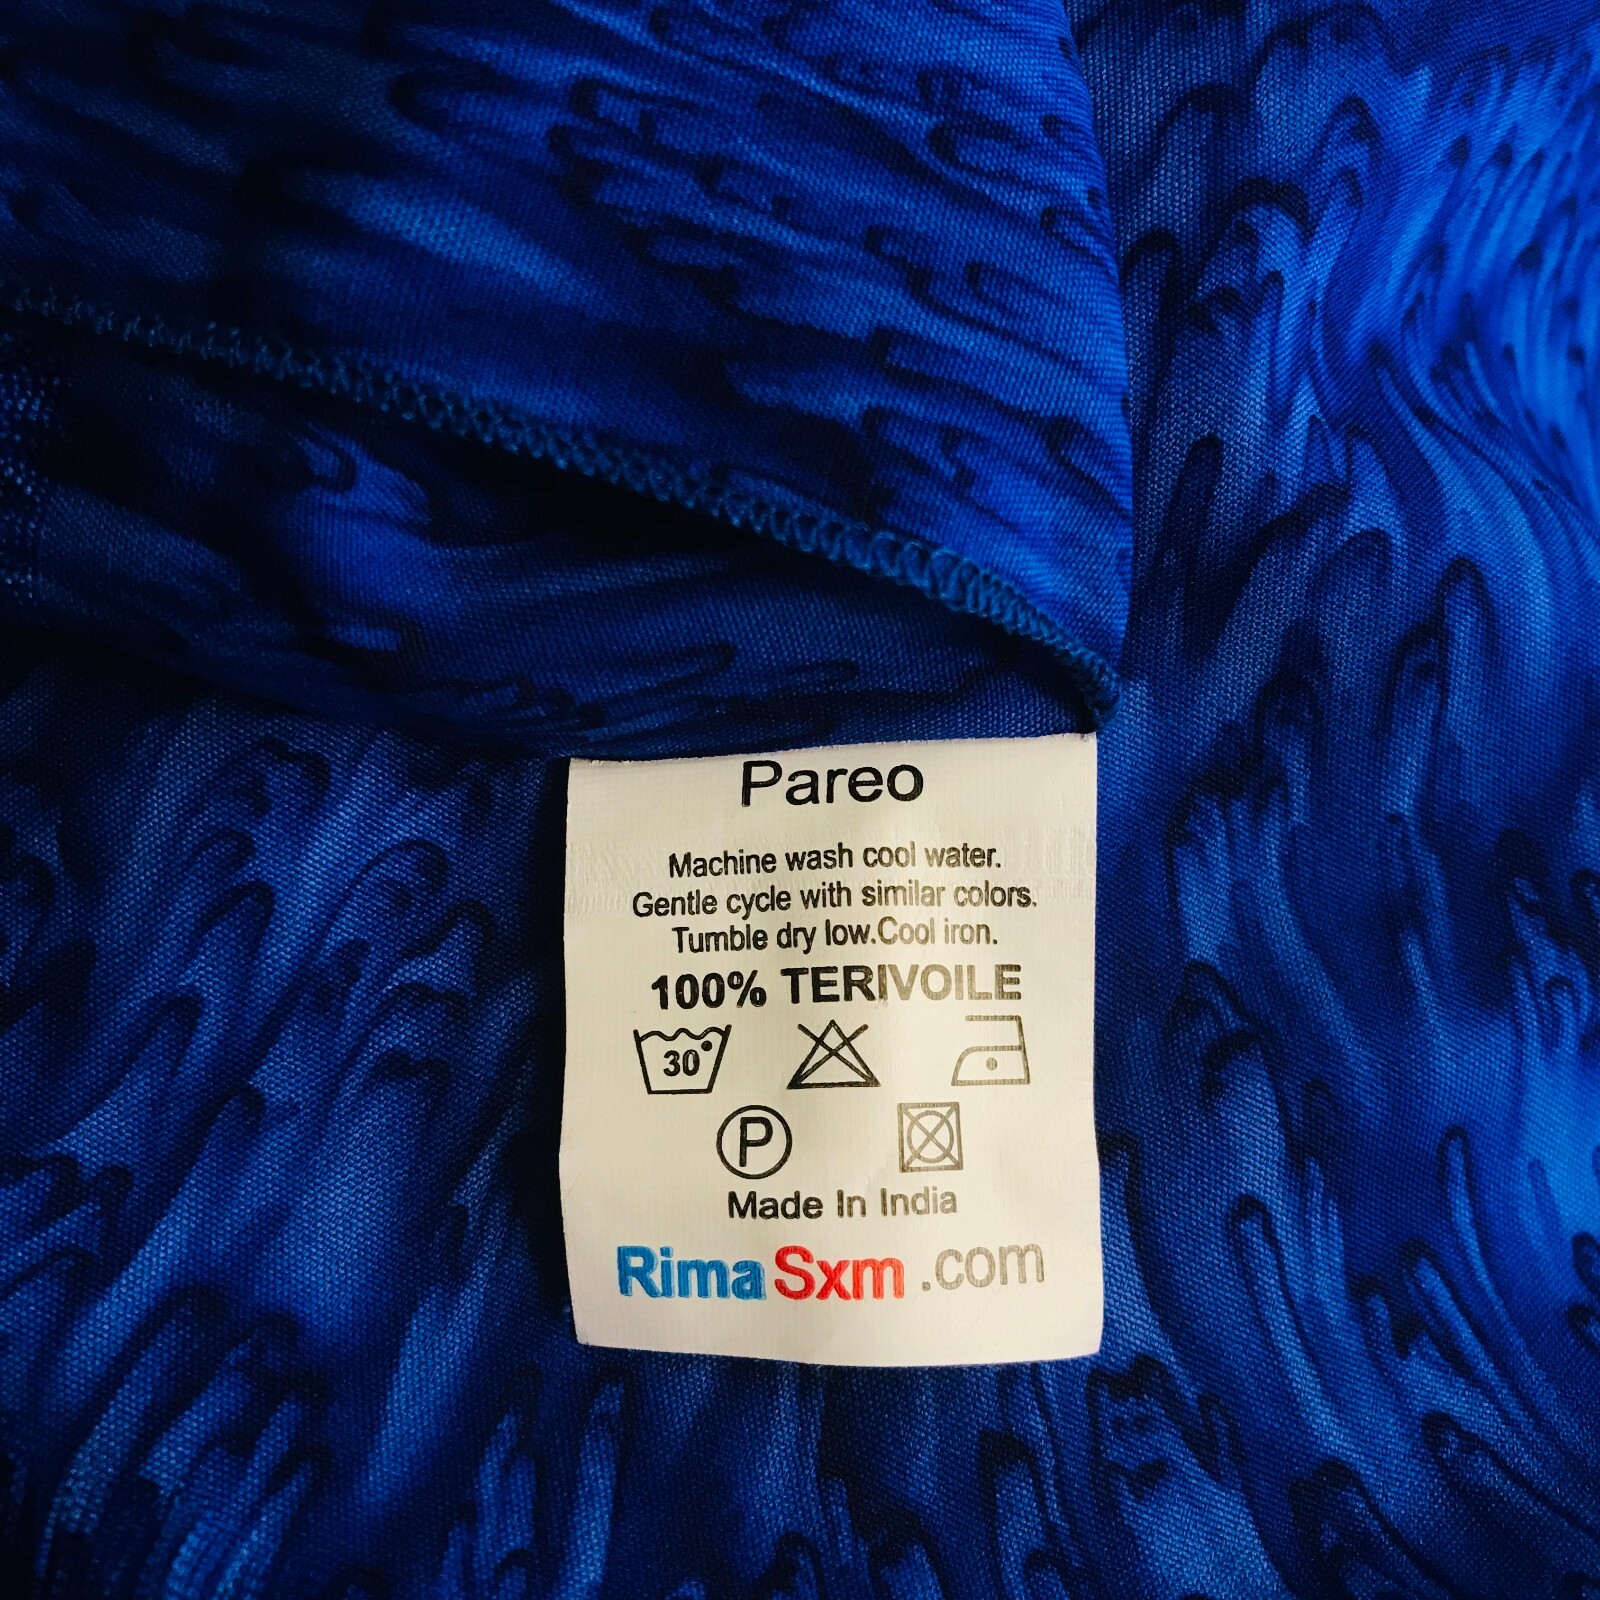 Pareo
Machine wash cool water.
Gentle cycle with similar colors.
Tumble dry low.Cool iron.
100% TERIVOILE
30°
P
Made In India
RimaSxm.com